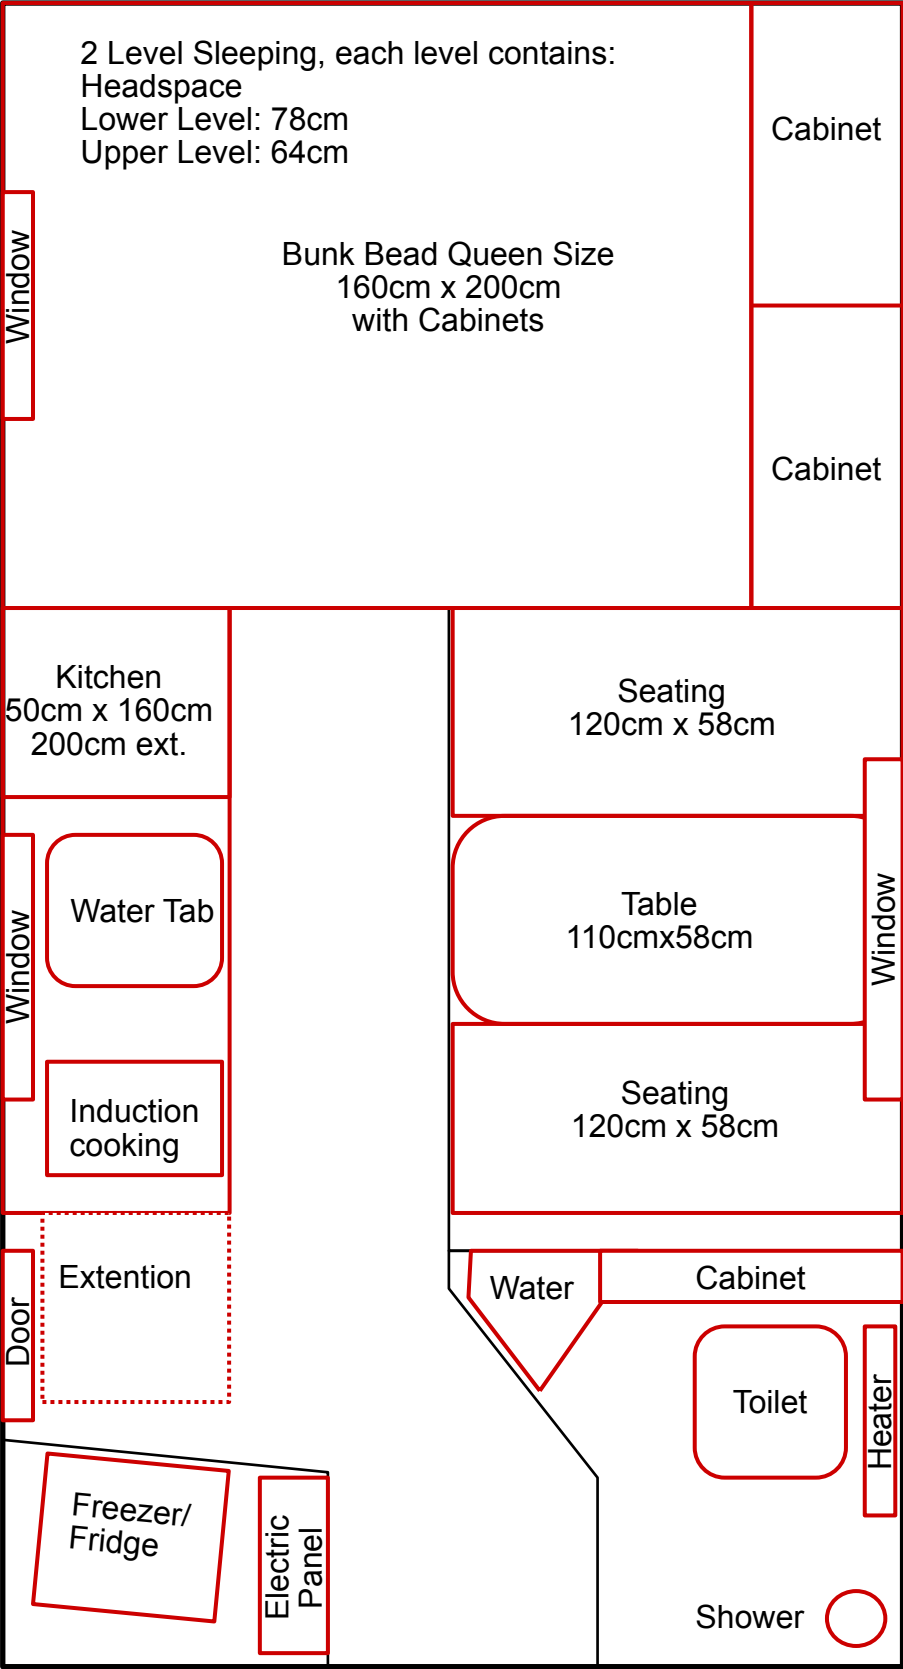 2 Level Sleeping, each level contains:
Headspace
Lower Level: 78cm
Upper Level: 64cm
Cabinet
Window
Bunk Bead Queen Size
160cm x 200cm
with Cabinets
Cabinet
Kitchen
50cm x 160cm
200cm ext.
Seating
120cm x 58cm
Water Tab
Window
Table
110cmx58cm
Window
Induction
cooking
Seating
120cm x 58cm
Extention
Door
Water
Cabinet
Toilet
Heater
Freezer/
Fridge
Electric
Panel
Shower